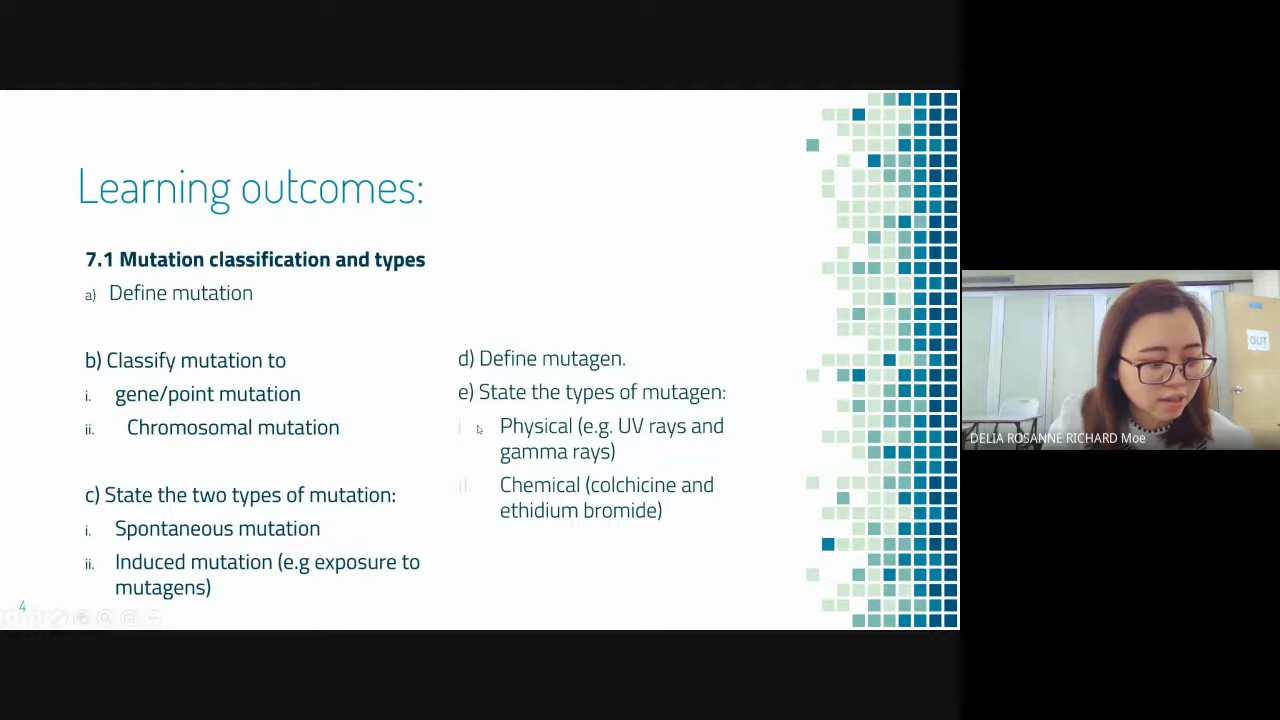 Learning outcomes:
7.1 Mutation classification and types
a) Define mutation
b) Classify mutation to
i. gene/point mutation
ii. Chromosomal mutation
c) State the two types of mutation:
i. Spontaneous mutation
ii. Induced mutation (e.g exposure to
mutagens)
d) Define mutagen.
e) State the types of mutagen:
i. Physical (e.g. UV rays and
gamma rays)
ii. Chemical (colchicine and
ethidium bromide)
4
OUT
DELIA ROSANNE RICHARD Moe